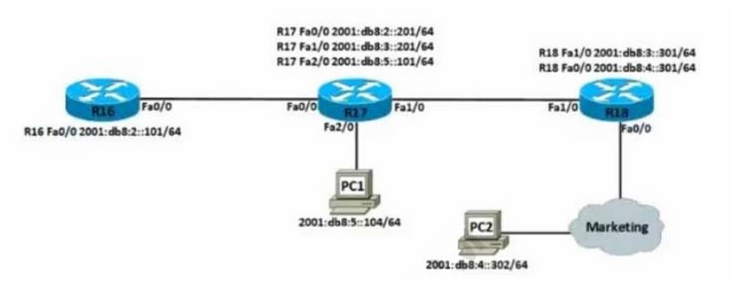 R17 Fa0/0 2001:db8:2::201/64
R17 Fa1/0 2001:db8:3::201/64
R17 Fa2/0 2001:db8:5::101/64
R18 Fa1/0 2001:db8:3::301/64
R18 Fa0/0 2001:db8:4::301/64
R16
Fa0/0
Fa0/0
R17
Fa1/0
Fa1/0
R18
Fa2/0
Fa0/0
R16 Fa0/0 2001:db8:2::101/64
PC1
2001:db8:5::104/64
PC2
Marketing
2001:db8:4::302/64